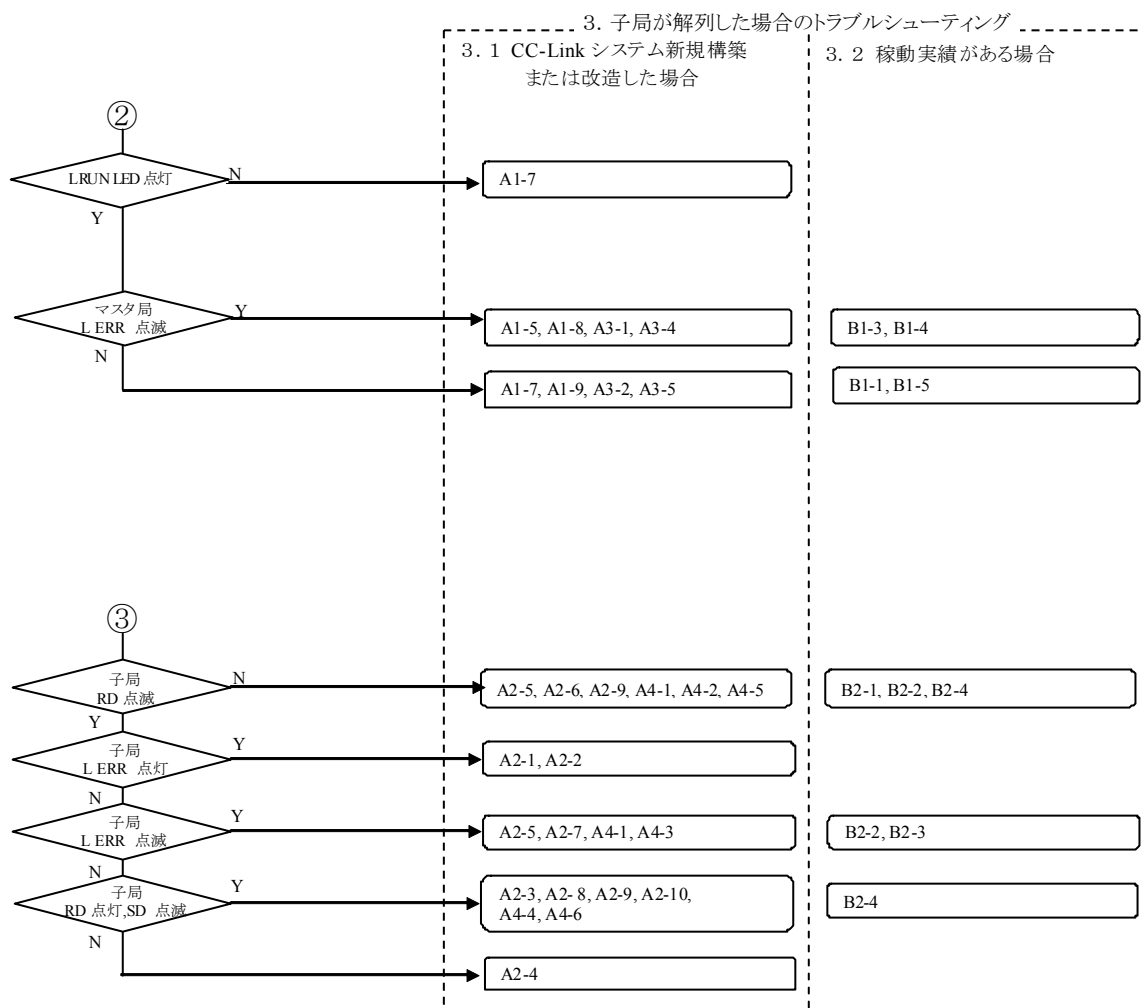 3. 子局が解列した場合のトラブルシューティング
3. 1 CC-Link システム新規構築
または改造した場合
3. 2 稼動実績がある場合
②
LRUN LED 点灯
N
A1-7
Y
マスタ局
L ERR 点滅
Y
A1-5, A1-8, A3-1, A3-4
B1-3, B1-4
N
A1-7, A1-9, A3-2, A3-5
B1-1, B1-5
③
子局
RD 点滅
N
A2-5, A2-6, A2-9, A4-1, A4-2, A4-5
B2-1, B2-2, B2-4
Y
子局
L ERR 点灯
Y
A2-1, A2-2
N
子局
L ERR 点滅
Y
A2-5, A2-7, A4-1, A4-3
B2-2, B2-3
N
子局
RD 点灯,SD 点滅
Y
A2-3, A2- 8, A2-9, A2-10,
A4-4, A4-6
B2-4
N
A2-4